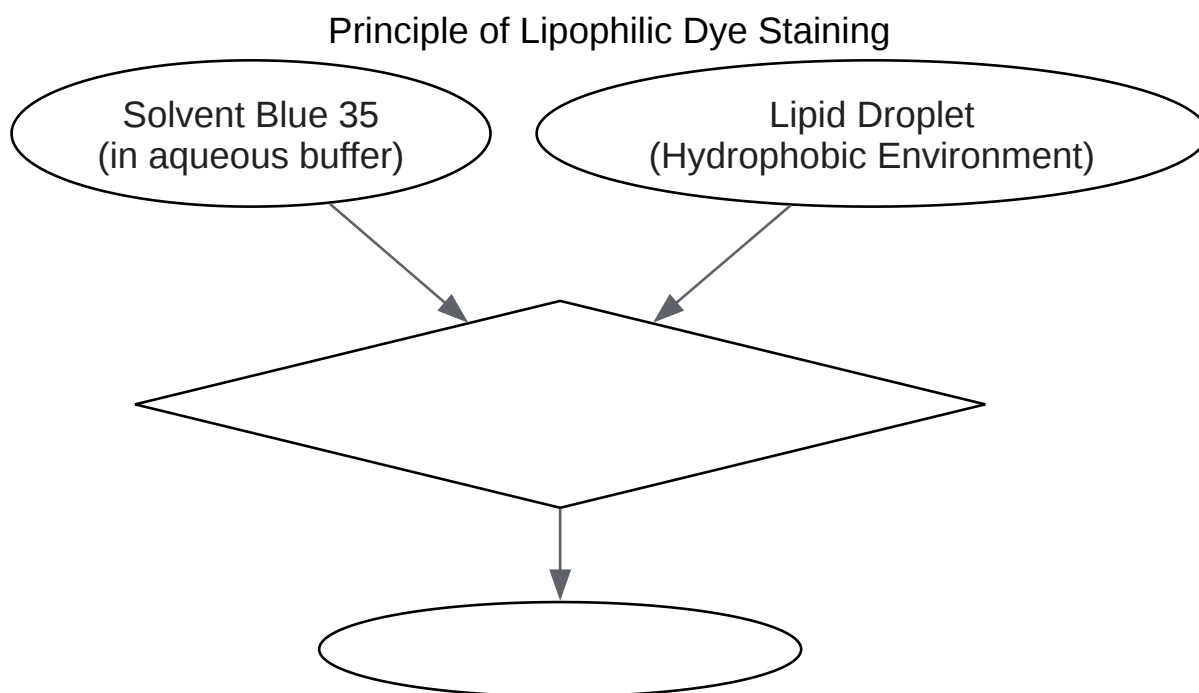 Principle of Lipophilic Dye Staining
Solvent Blue 35
(in aqueous buffer)
Lipid Droplet
(Hydrophobic Environment)